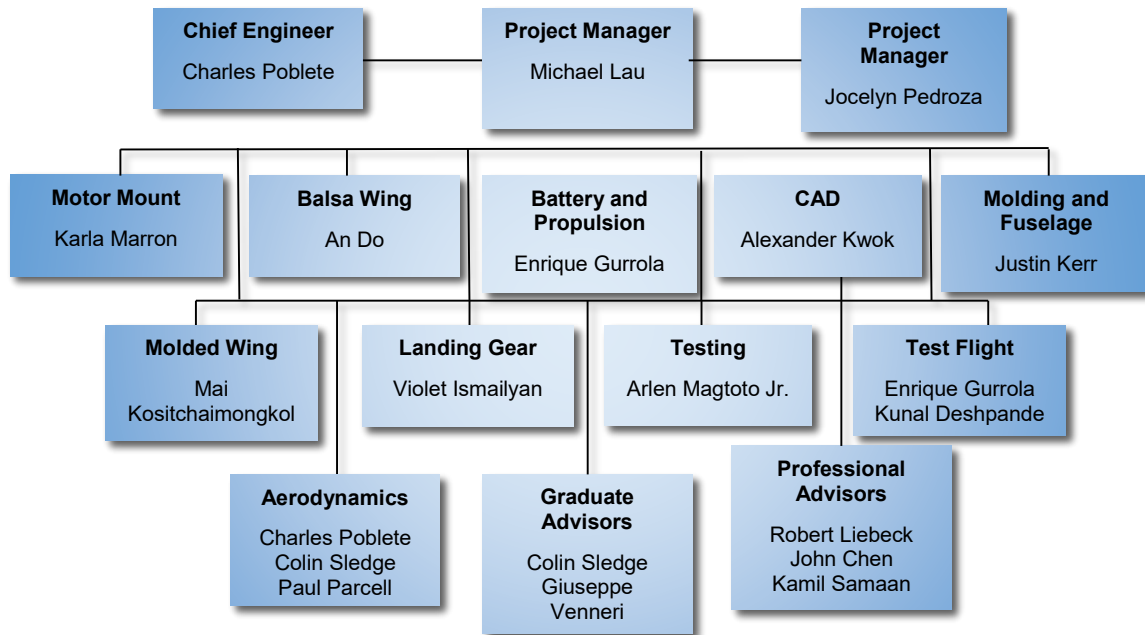 Chief Engineer
Charles Poblete
Project Manager
Michael Lau
Project
Manager
Jocelyn Pedroza
Motor Mount
Karla Marron
Balsa Wing
An Do
Battery and
Propulsion
Enrique Gurrola
CAD
Alexander Kwok
Molding and
Fuselage
Justin Kerr
Molded Wing
Mai
Kositchaimongkol
Landing Gear
Violet Ismailyan
Testing
Arlen Magtoto Jr.
Test Flight
Enrique Gurrola
Kunal Deshpande
Aerodynamics
Charles Poblete
Colin Sledge
Paul Parcell
Graduate
Advisors
Colin Sledge
Giuseppe
Venneri
Professional
Advisors
Robert Liebeck
John Chen
Kamil Samaan